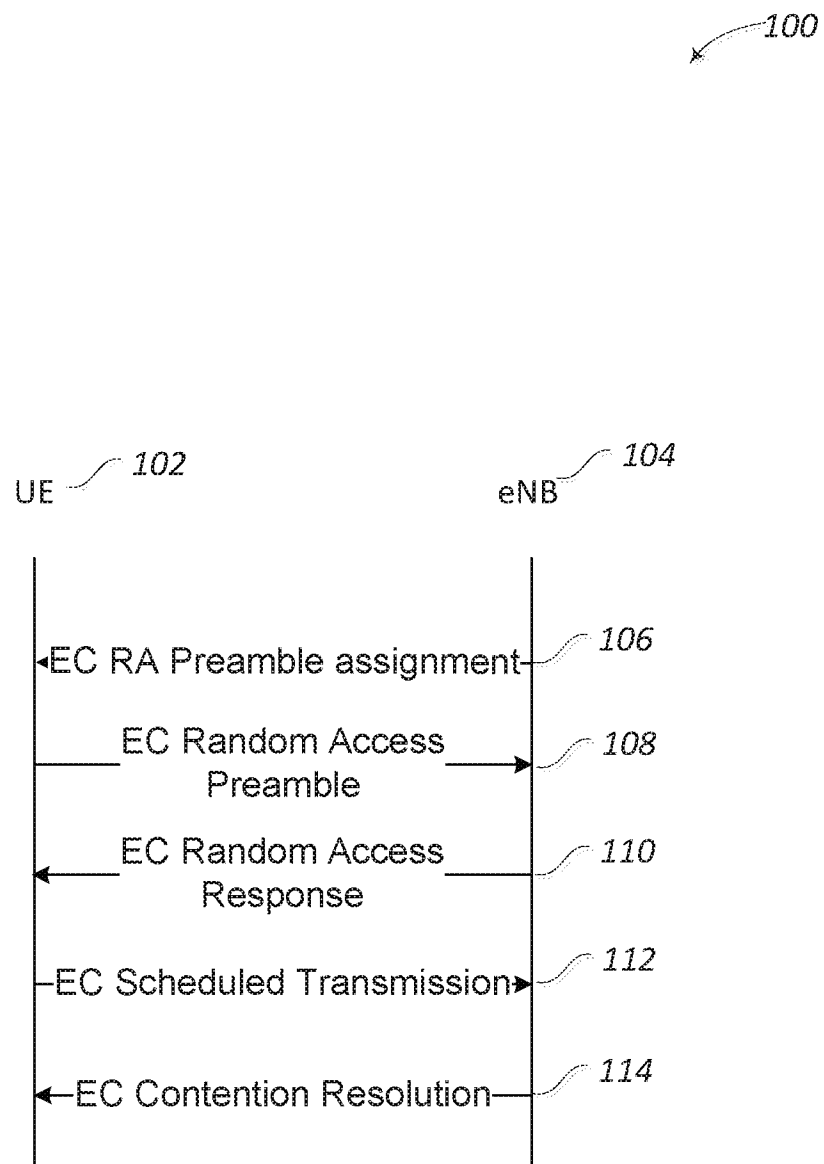 100
102
104
UE
eNB
EC RA Preamble assignment
106
EC Random Access
Preamble
108
EC Random Access
Response
110
EC Scheduled Transmission
112
EC Contention Resolution
114